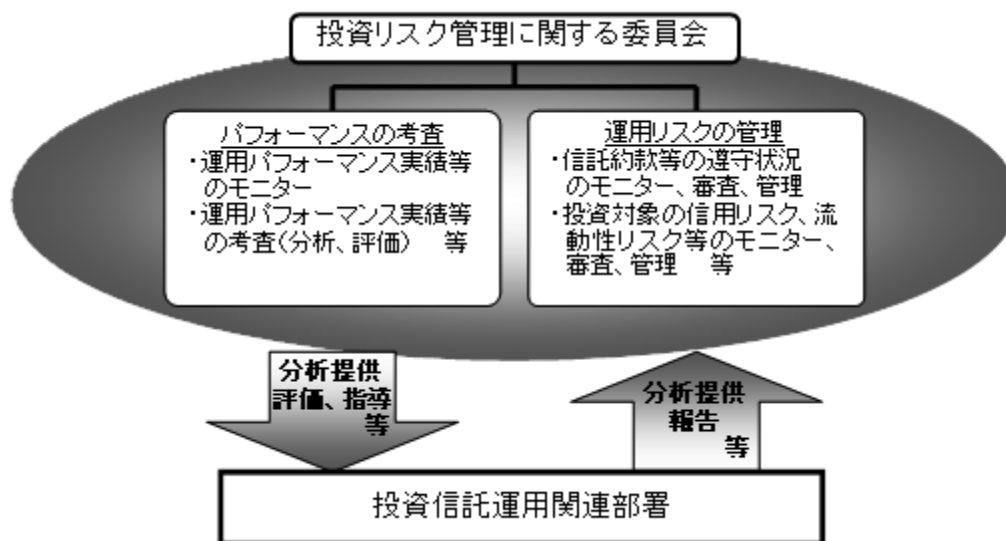 投資リスク管理に関する委員会
パフォーマンスの考査
・運用パフォーマンス実績等
のモニター
・運用パフォーマンス実績等
の考査(分析、評価) 等
運用リスクの管理
・信託約款等の遵守状況
のモニター、審査、管理
・投資対象の信用リスク、流
動性リスク等のモニター、
審査、管理 等
分析提供
評価、指導
等
分析提供
報告
等
投資信託運用関連部署